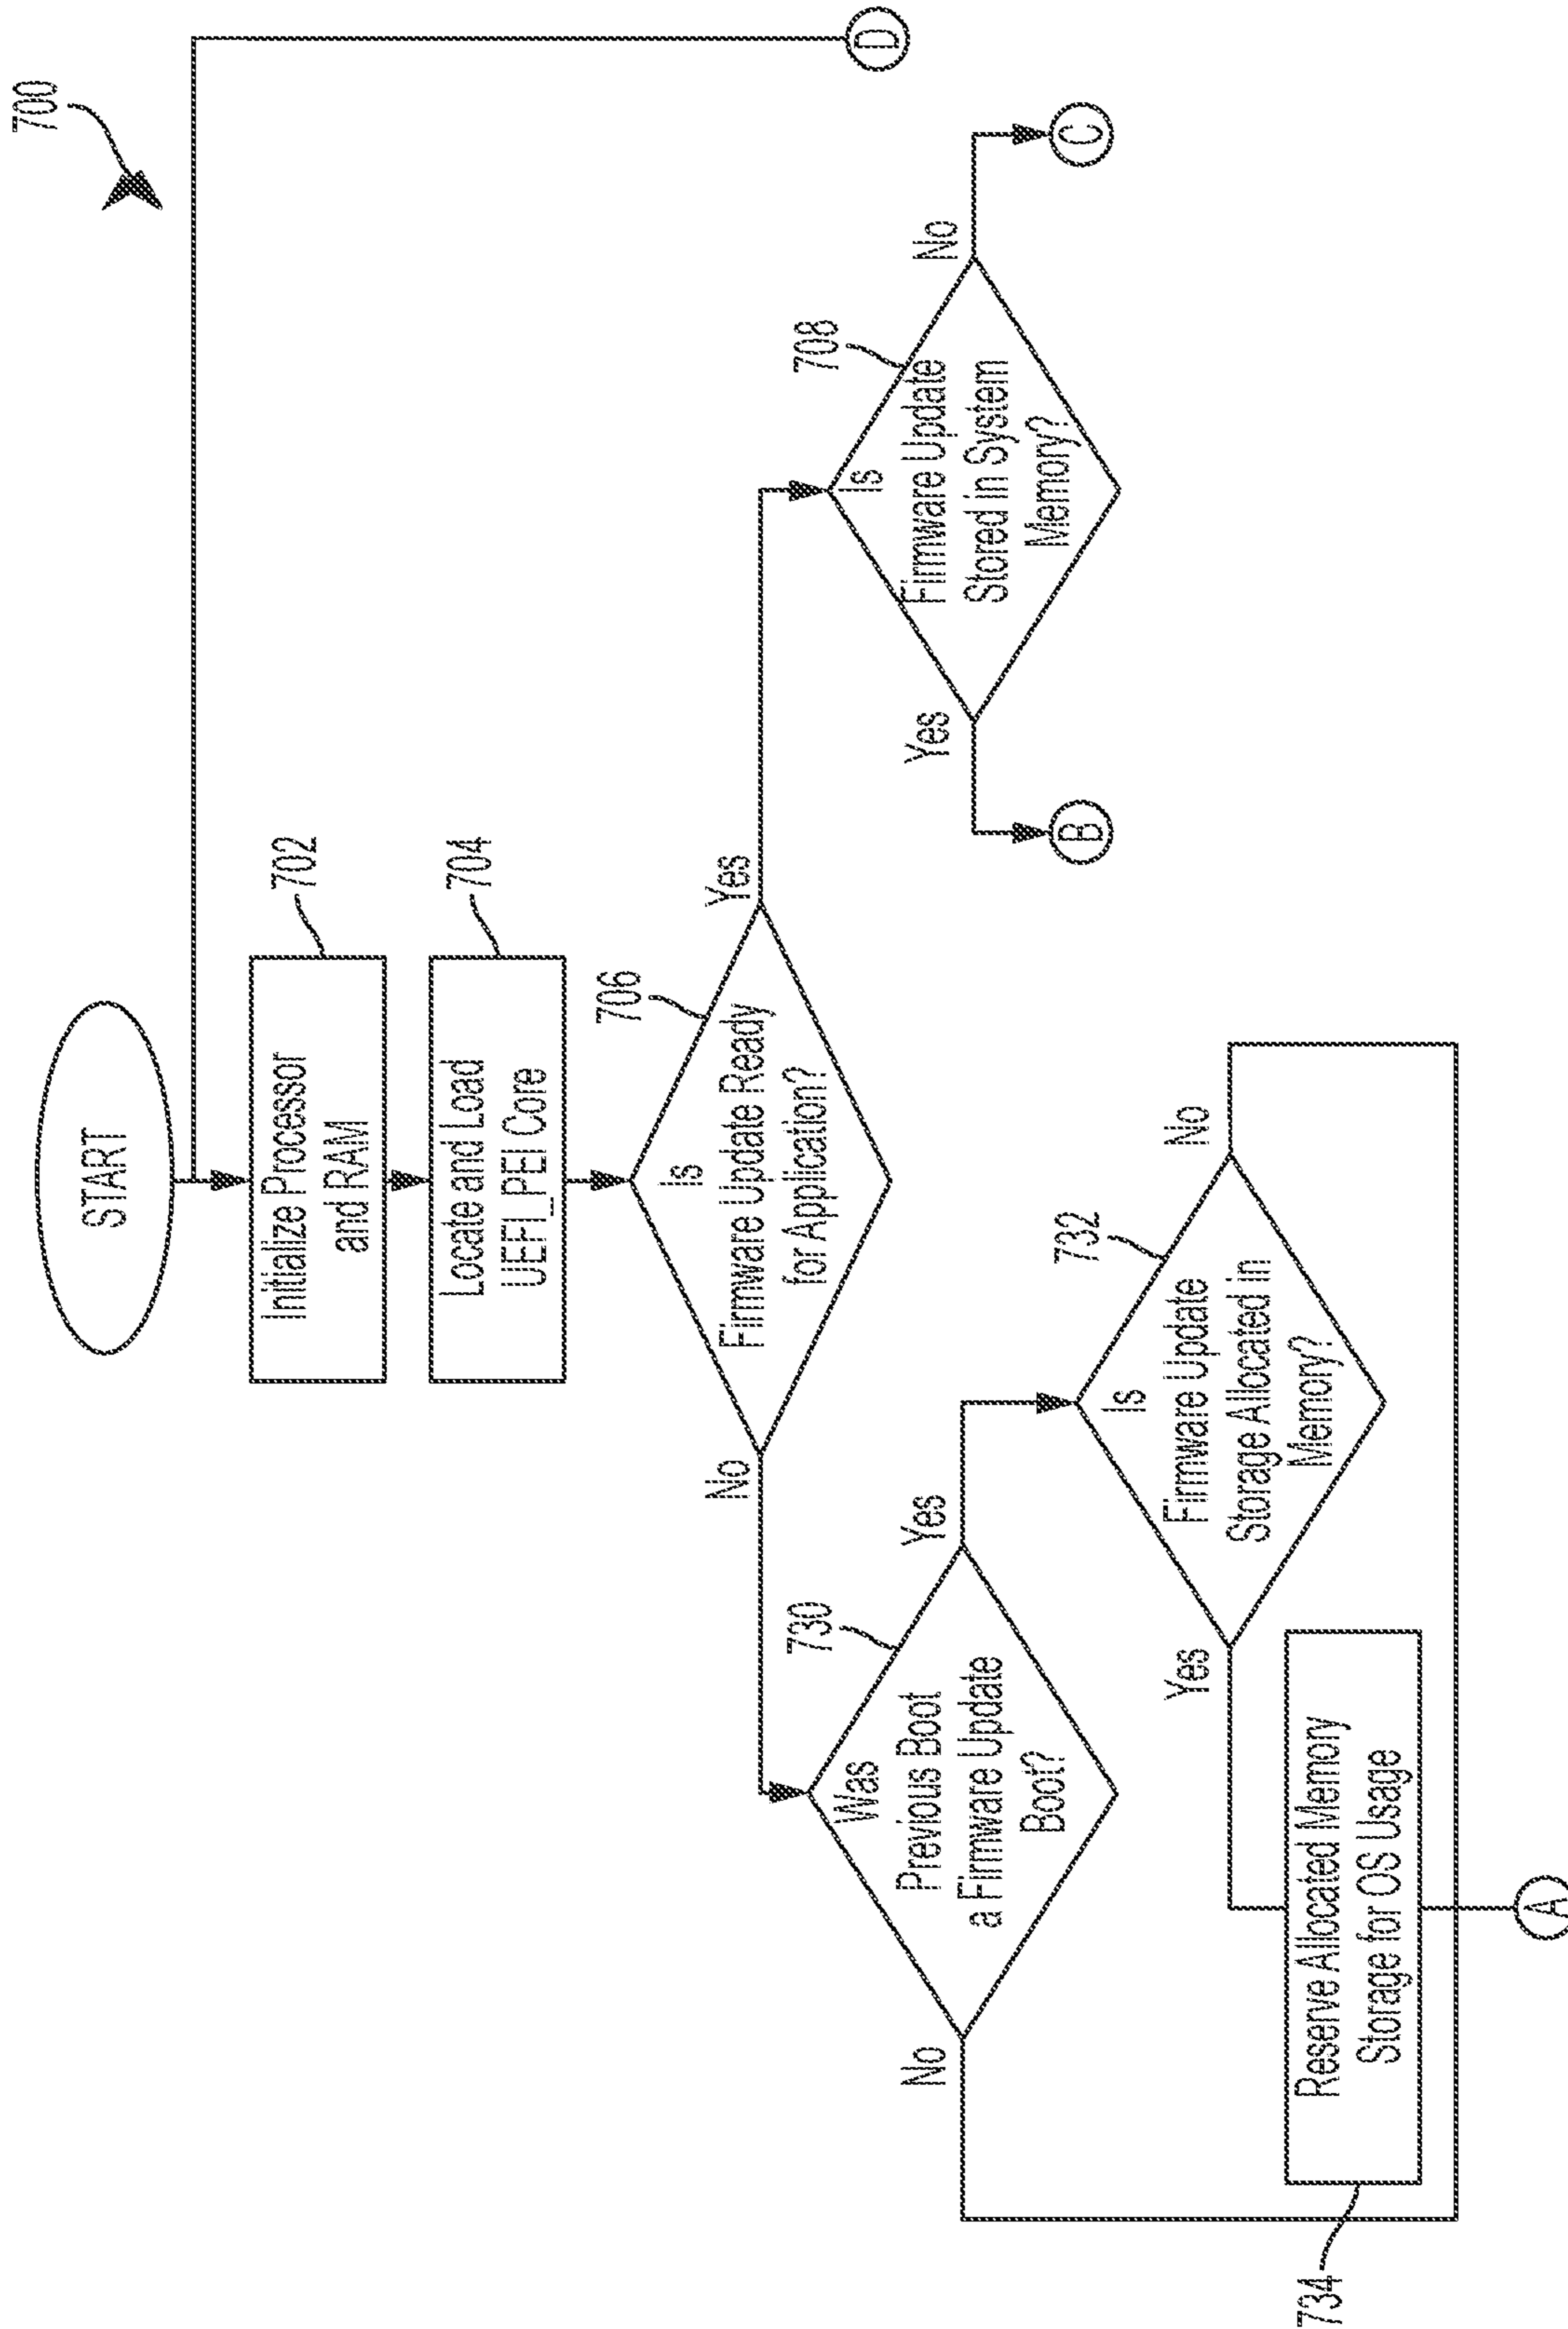 700
START
Initialize Processor
and RAM
702
Locate and Load
UEFI_PEI Core
704
Is
Firmware Update Ready
for Application?
706
No
Yes
Is
Firmware Update
Stored in System
Memory?
708
Yes
No
B
C
D
Was
Previous Boot
a Firmware Update
Boot?
730
No
Yes
Is
Firmware Update
Storage Allocated in
Memory?
732
Yes
No
Reserve Allocated Memory
Storage for OS Usage
734
A